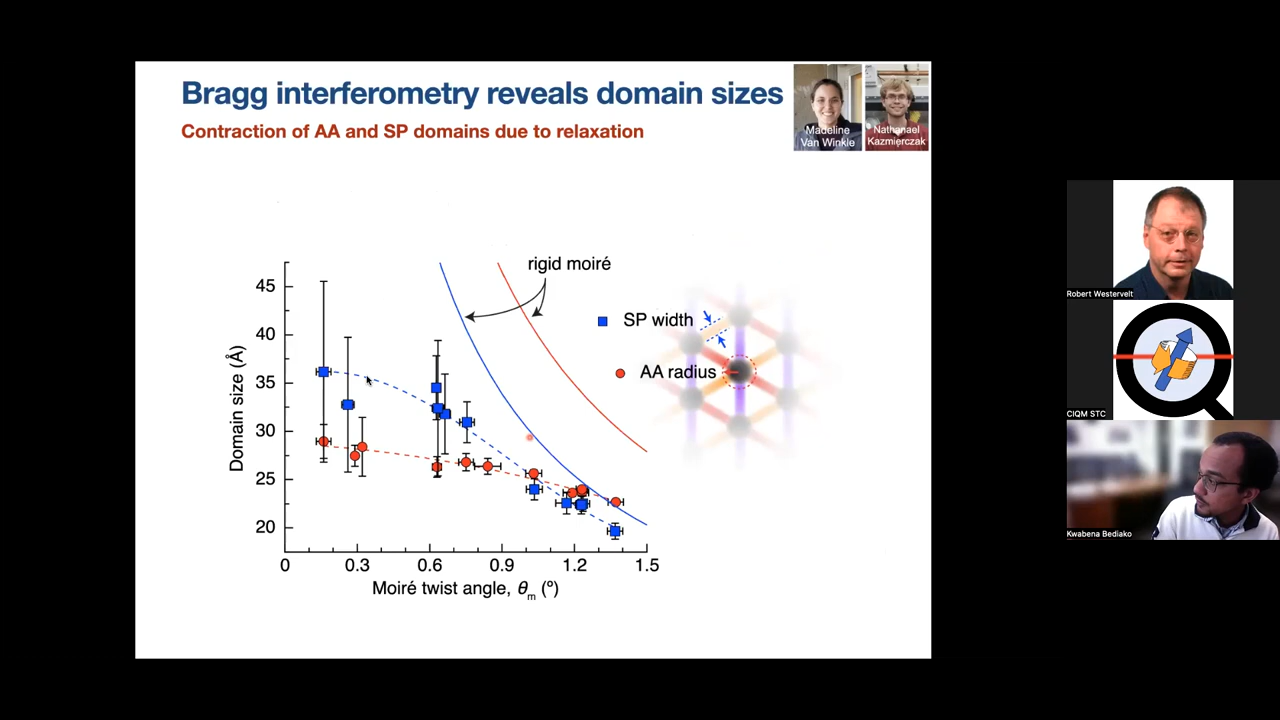 Bragg interferometry reveals domain sizes
Contraction of AA and SP domains due to relaxation
Madeline
Van Winkle
Nathanael
Kazmierczak
rigid moiré
SP width
AA radius
Domain size (Å)
45
40
35
30
25
20
0
0.3
0.6
0.9
1.2
1.5
Moiré twist angle, θm (º)
Robert Westervelt
CIQM STC
Kwabena Bediako